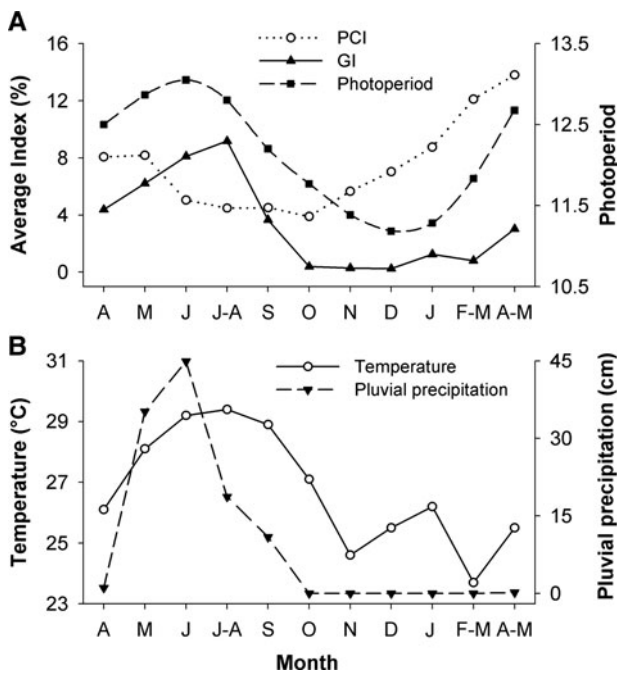 A
PCI
GI
Photoperiod
Average Index (%)
16
12
8
4
0
Photoperiod
13.5
12.5
11.5
10.5
A M J J-A S O N D J F-M A-M
B
Temperature
Pluvial precipitation
Temperature (°C)
31
29
27
25
23
Pluvial precipitation (cm)
45
30
15
0
A M J J-A S O N D J F-M A-M
Month